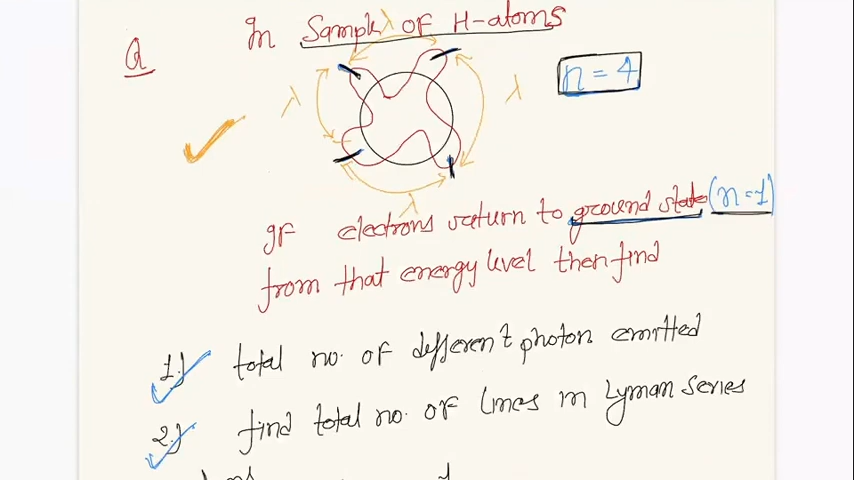 Q In Sample of H-atoms
λ
λ λ
n = 4
λ
If electrons return to ground state (n=1)
from that energy level then find
1.) total no. of different photon emitted
2.) find total no. of lines in Lyman series